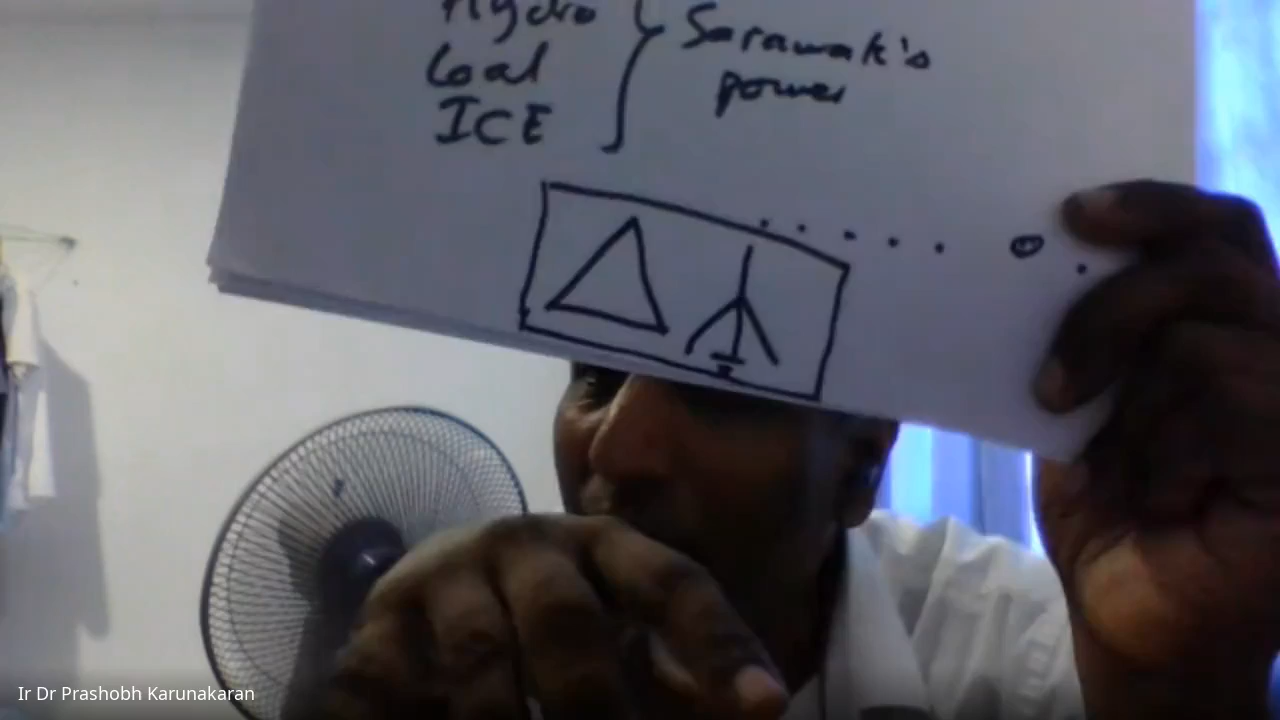 Hydro
Coal
ICE
Sarawak's
power
Ir Dr Prashobh Karunakaran